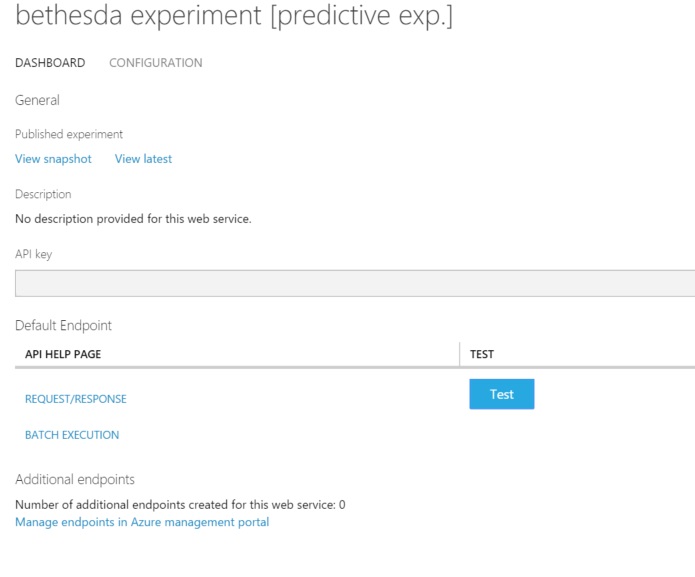 bethesda experiment [predictive exp.]
DASHBOARD CONFIGURATION
General
Published experiment
View snapshot View latest
Description
No description provided for this web service.
API key
Default Endpoint
API HELP PAGE TEST
REQUEST/RESPONSE Test
BATCH EXECUTION
Additional endpoints
Number of additional endpoints created for this web service: 0
Manage endpoints in Azure management portal